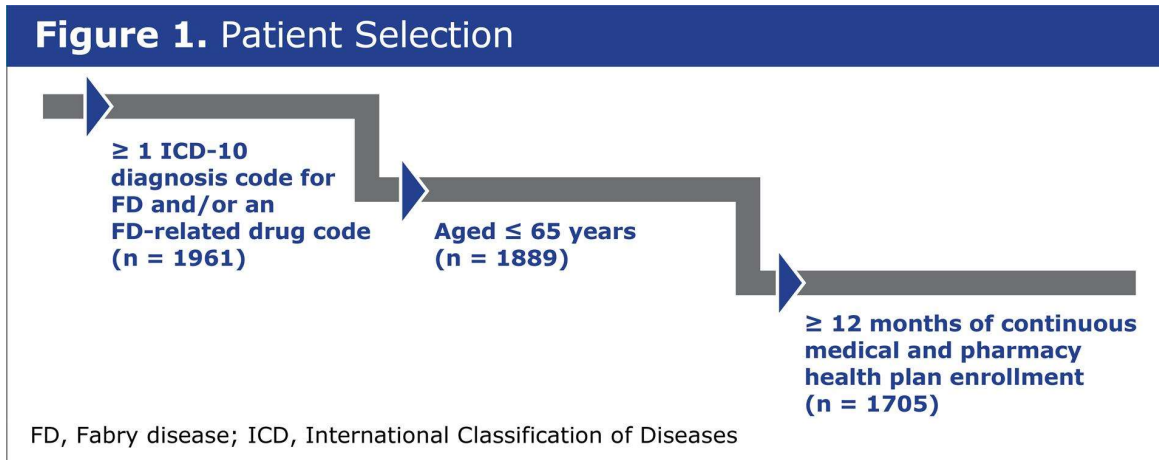 Figure 1. Patient Selection
≥ 1 ICD-10
diagnosis code for
FD and/or an
FD-related drug code
(n = 1961)
Aged ≤ 65 years
(n = 1889)
≥ 12 months of continuous
medical and pharmacy
health plan enrollment
(n = 1705)
FD, Fabry disease; ICD, International Classification of Diseases